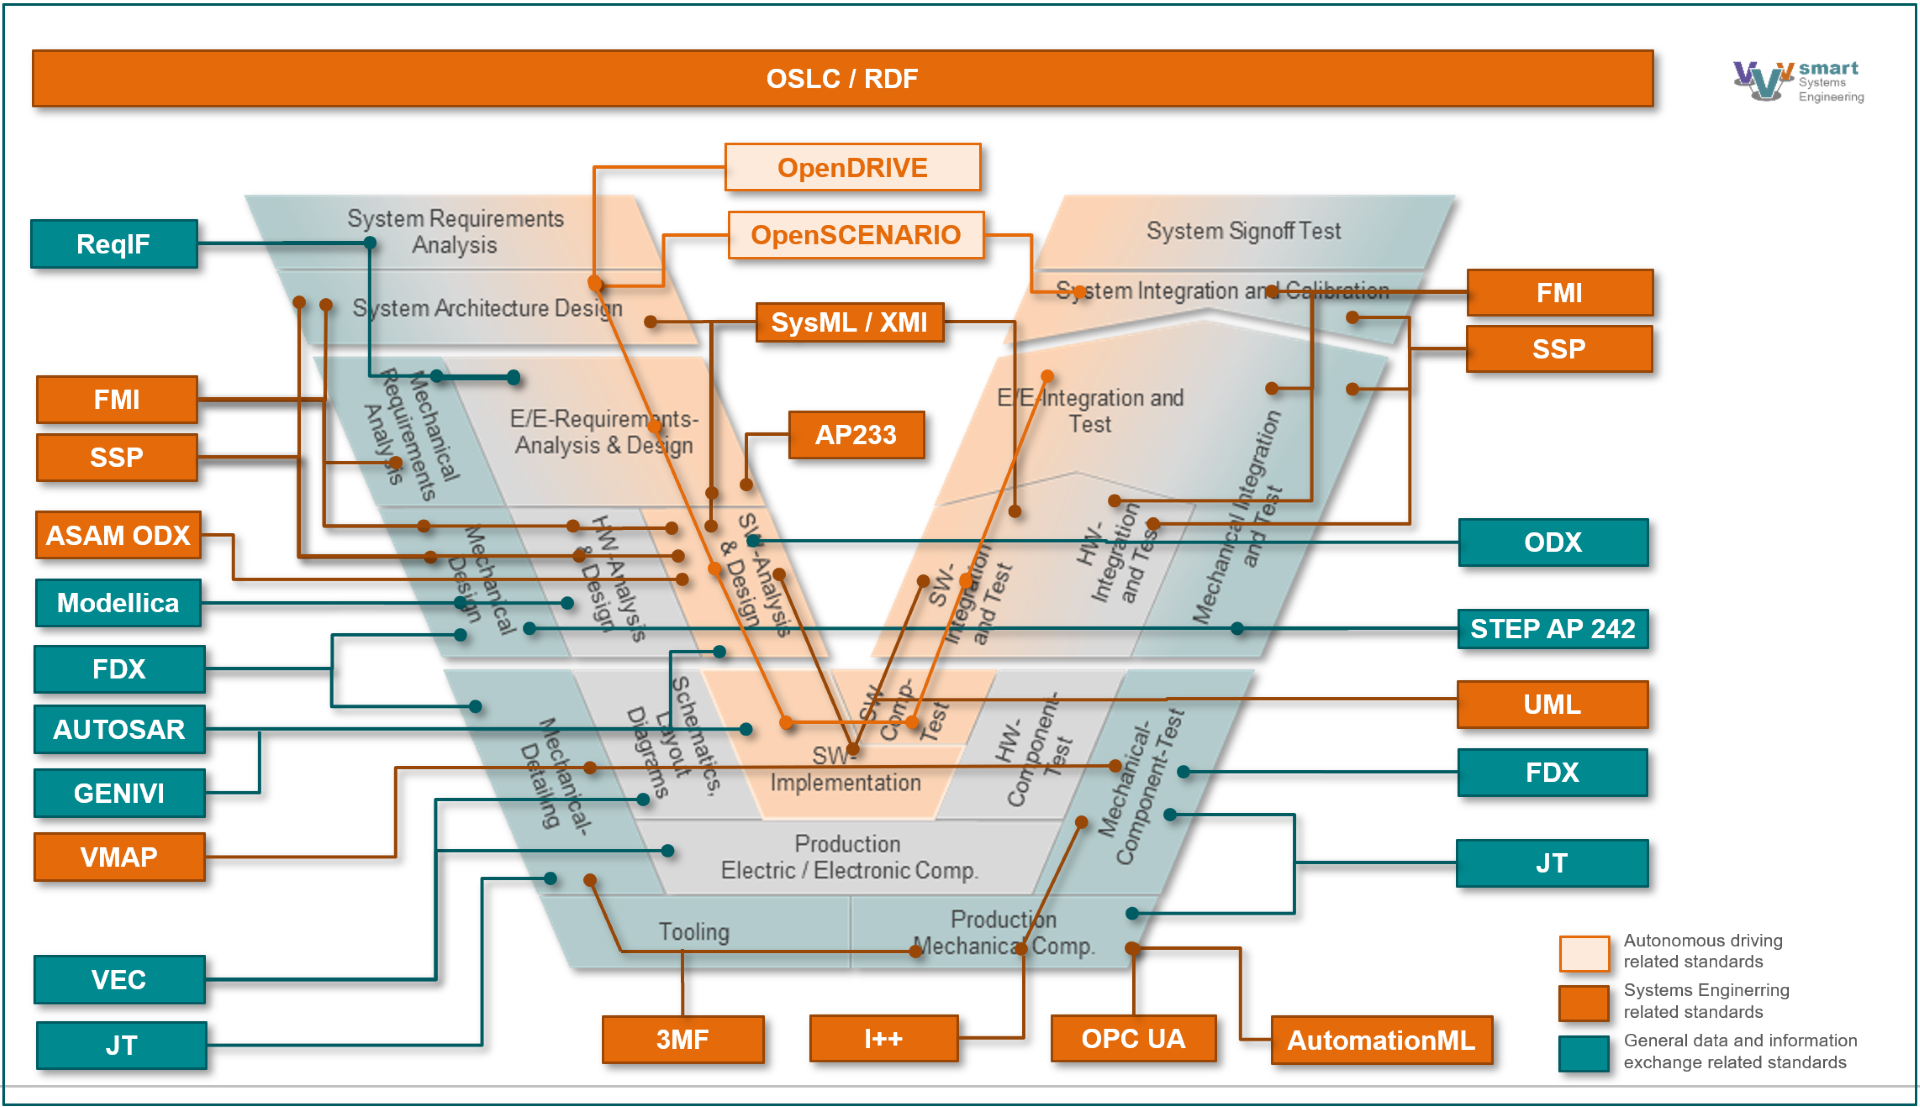 OSLC / RDF
smart
Systems
Engineering
OpenDRIVE
OpenSCENARIO
System Requirements
Analysis
System Signoff Test
ReqIF
System Architecture Design
System Integration and Calibration
SysML / XMI
FMI
SSP
FMI
SSP
Mechanical
Requirements
Analysis
E/E-Requirements-
Analysis & Design
AP233
E/E-Integration and
Test
Mechanical Integration
and Test
ASAM ODX
Modellica
Mechanical
Design
HW-Analysis
& Design
SW-Analysis
& Design
SW-
Integration
and Test
HW-
Integration
and Test
ODX
STEP AP 242
FDX
AUTOSAR
GENIVI
VMAP
Mechanical-
Detailing
Schematics,
Layout
Diagrams
SW-
Implementation
SW
Comp-
Test
HW-
Component-
Test
Mechanical-
Component-Test
UML
FDX
JT
Production
Electric / Electronic Comp.
Tooling
Production
Mechanical Comp.
VEC
JT
3MF
I++
OPC UA
AutomationML
Autonomous driving
related standards
Systems Enginerring
related standards
General data and information
exchange related standards